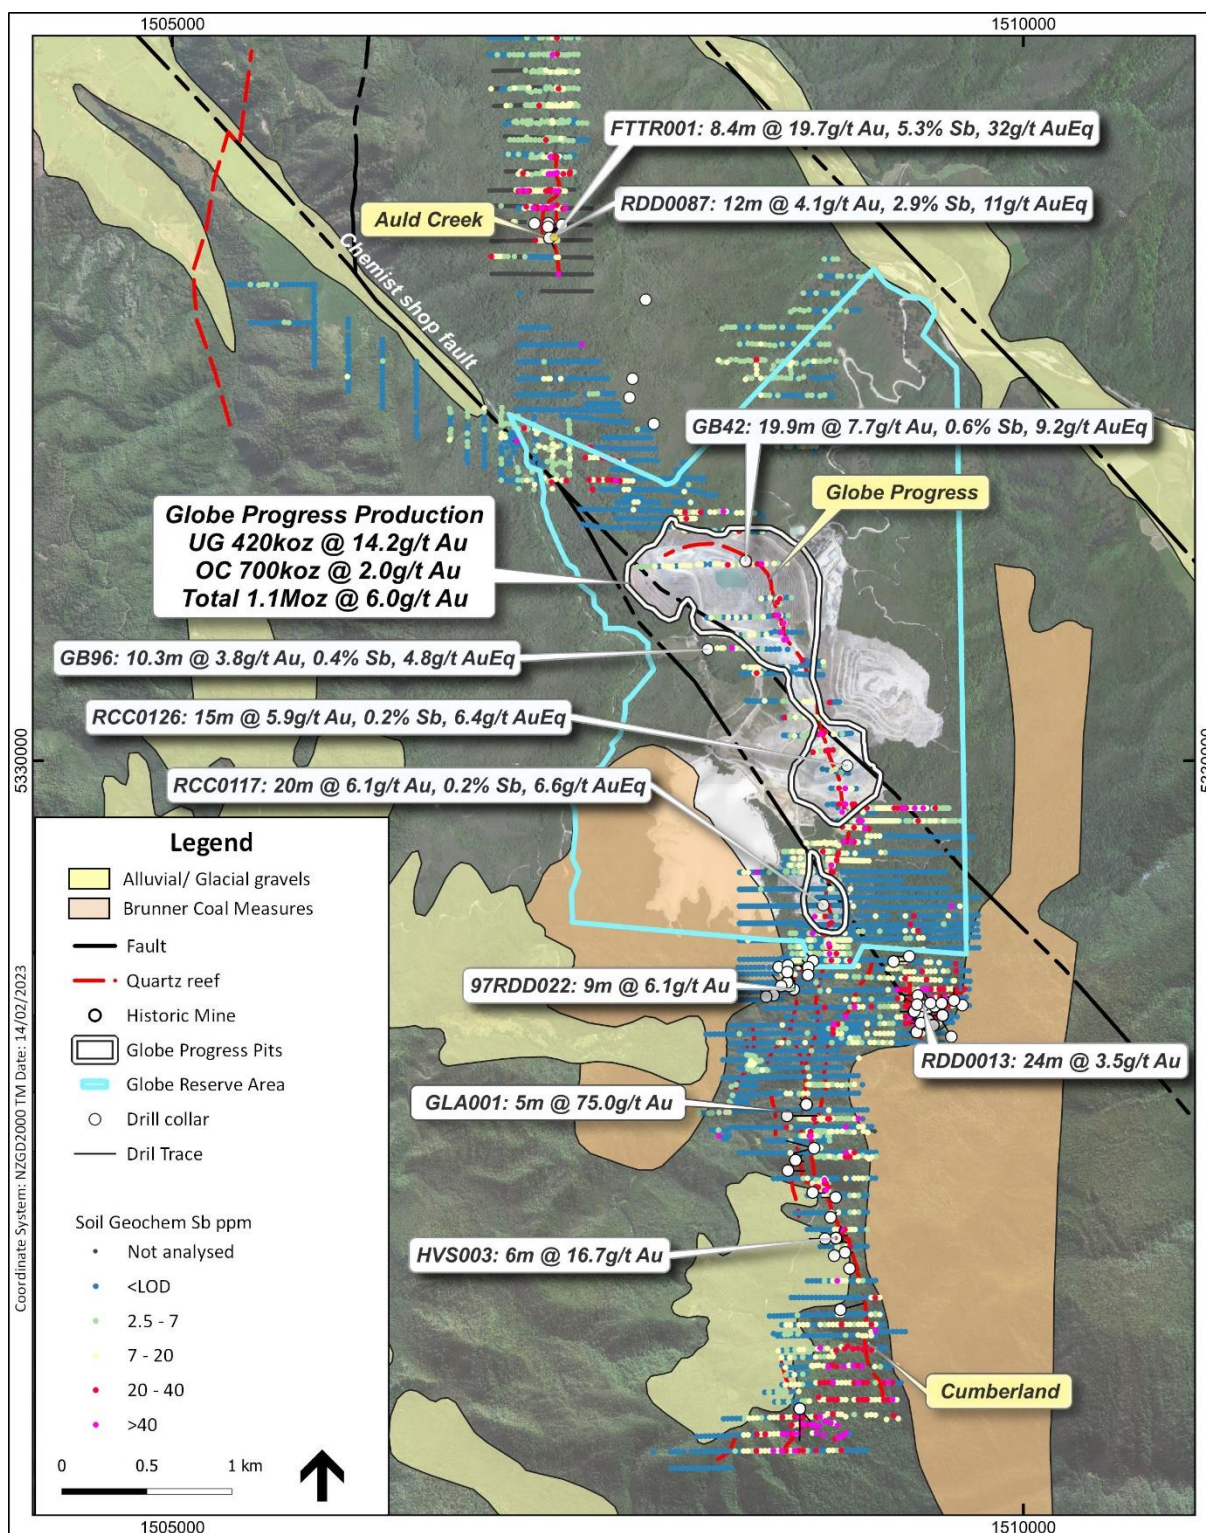 1505000
1510000
FTTR001: 8.4m @ 19.7g/t Au, 5.3% Sb, 32g/t AuEq
RDD0087: 12m @ 4.1g/t Au, 2.9% Sb, 11g/t AuEq
Auld Creek
Chemist shop fault
GB42: 19.9m @ 7.7g/t Au, 0.6% Sb, 9.2g/t AuEq
Globe Progress
Globe Progress Production
UG 420koz @ 14.2g/t Au
OC 700koz @ 2.0g/t Au
Total 1.1Moz @ 6.0g/t Au
GB96: 10.3m @ 3.8g/t Au, 0.4% Sb, 4.8g/t AuEq
RCC0126: 15m @ 5.9g/t Au, 0.2% Sb, 6.4g/t AuEq
5330000
5330000
RCC0117: 20m @ 6.1g/t Au, 0.2% Sb, 6.6g/t AuEq
97RDD022: 9m @ 6.1g/t Au
RDD0013: 24m @ 3.5g/t Au
GLA001: 5m @ 75.0g/t Au
HVS003: 6m @ 16.7g/t Au
Cumberland
Legend
Alluvial/ Glacial gravels
Brunner Coal Measures
Fault
Quartz reef
Historic Mine
Globe Progress Pits
Globe Reserve Area
Drill collar
Dril Trace
Soil Geochem Sb ppm
Not analysed
<LOD
2.5 - 7
7 - 20
20 - 40
>40
0 0.5 1 km
Coordinate System: NZGD2000 TM Date: 14/02/2023
1505000
1510000